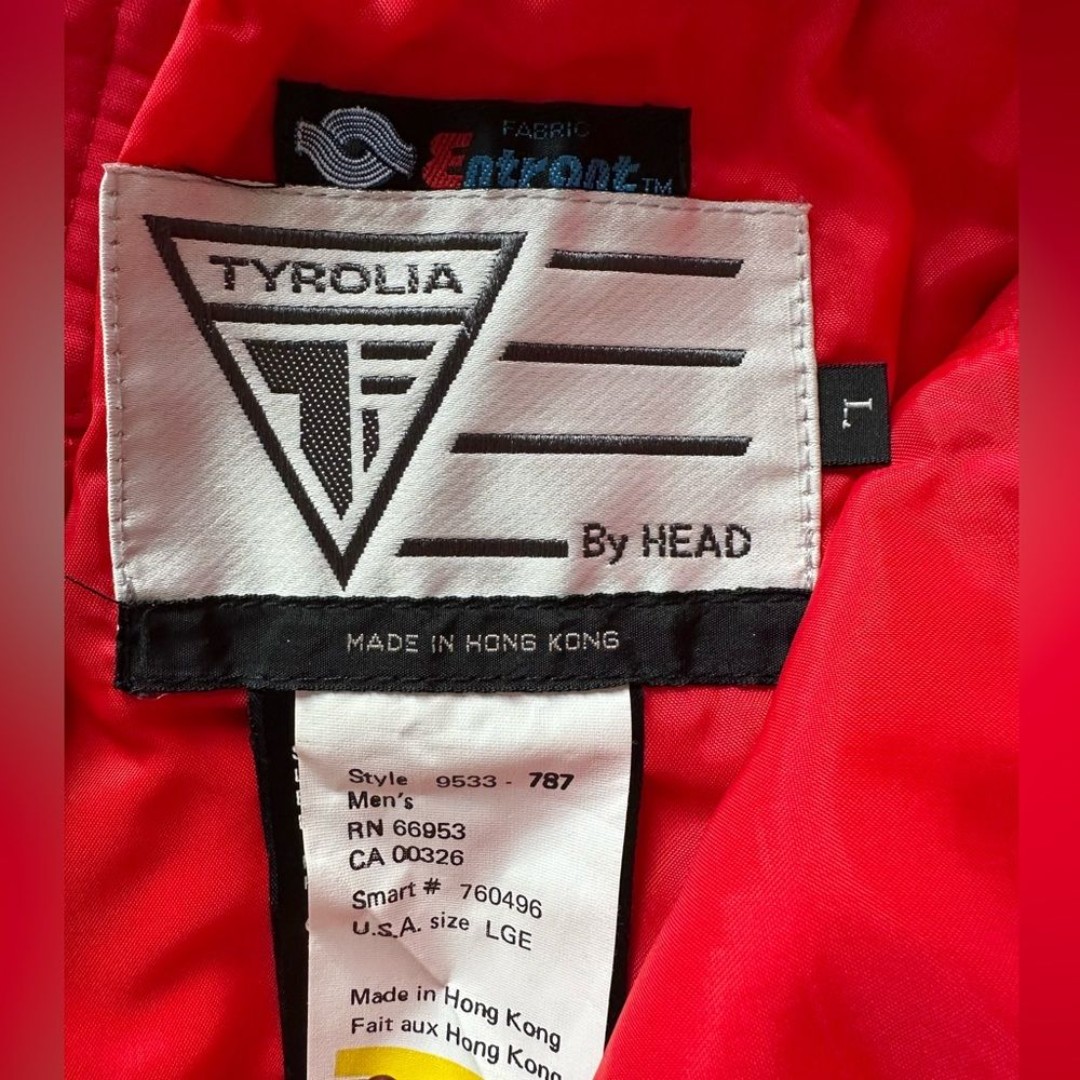 FABRIC
Entrant™
TYROLIA
L
By HEAD
MADE IN HONG KONG
Style 9533 - 787
Men's
RN 66953
CA 00326
Smart # 760496
U.S.A. size LGE
Made in Hong Kong
Fait aux Hong Kong